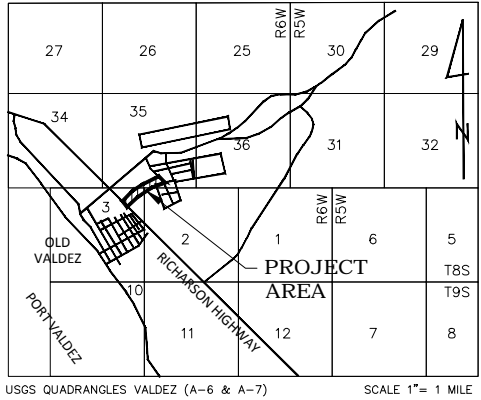 R6W
R5W
27
26
25
30
29
34
35
36
31
32
N
3
2
1
R6W
R5W
6
5
OLD
VALDEZ
PROJECT
AREA
T8S
T9S
RICHARSON HIGHWAY
PORT VALDEZ
10
11
12
7
8
USGS QUADRANGLES VALDEZ (A-6 & A-7)
SCALE 1"= 1 MILE